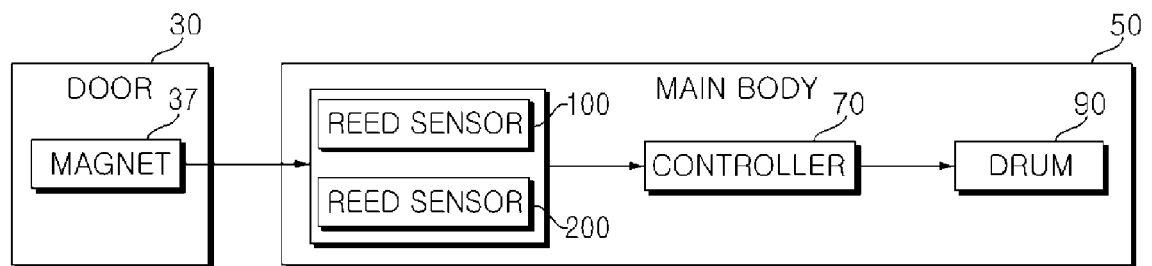 30
50
DOOR
MAIN BODY
37
100
70
90
REED SENSOR
MAGNET
CONTROLLER
DRUM
REED SENSOR
200